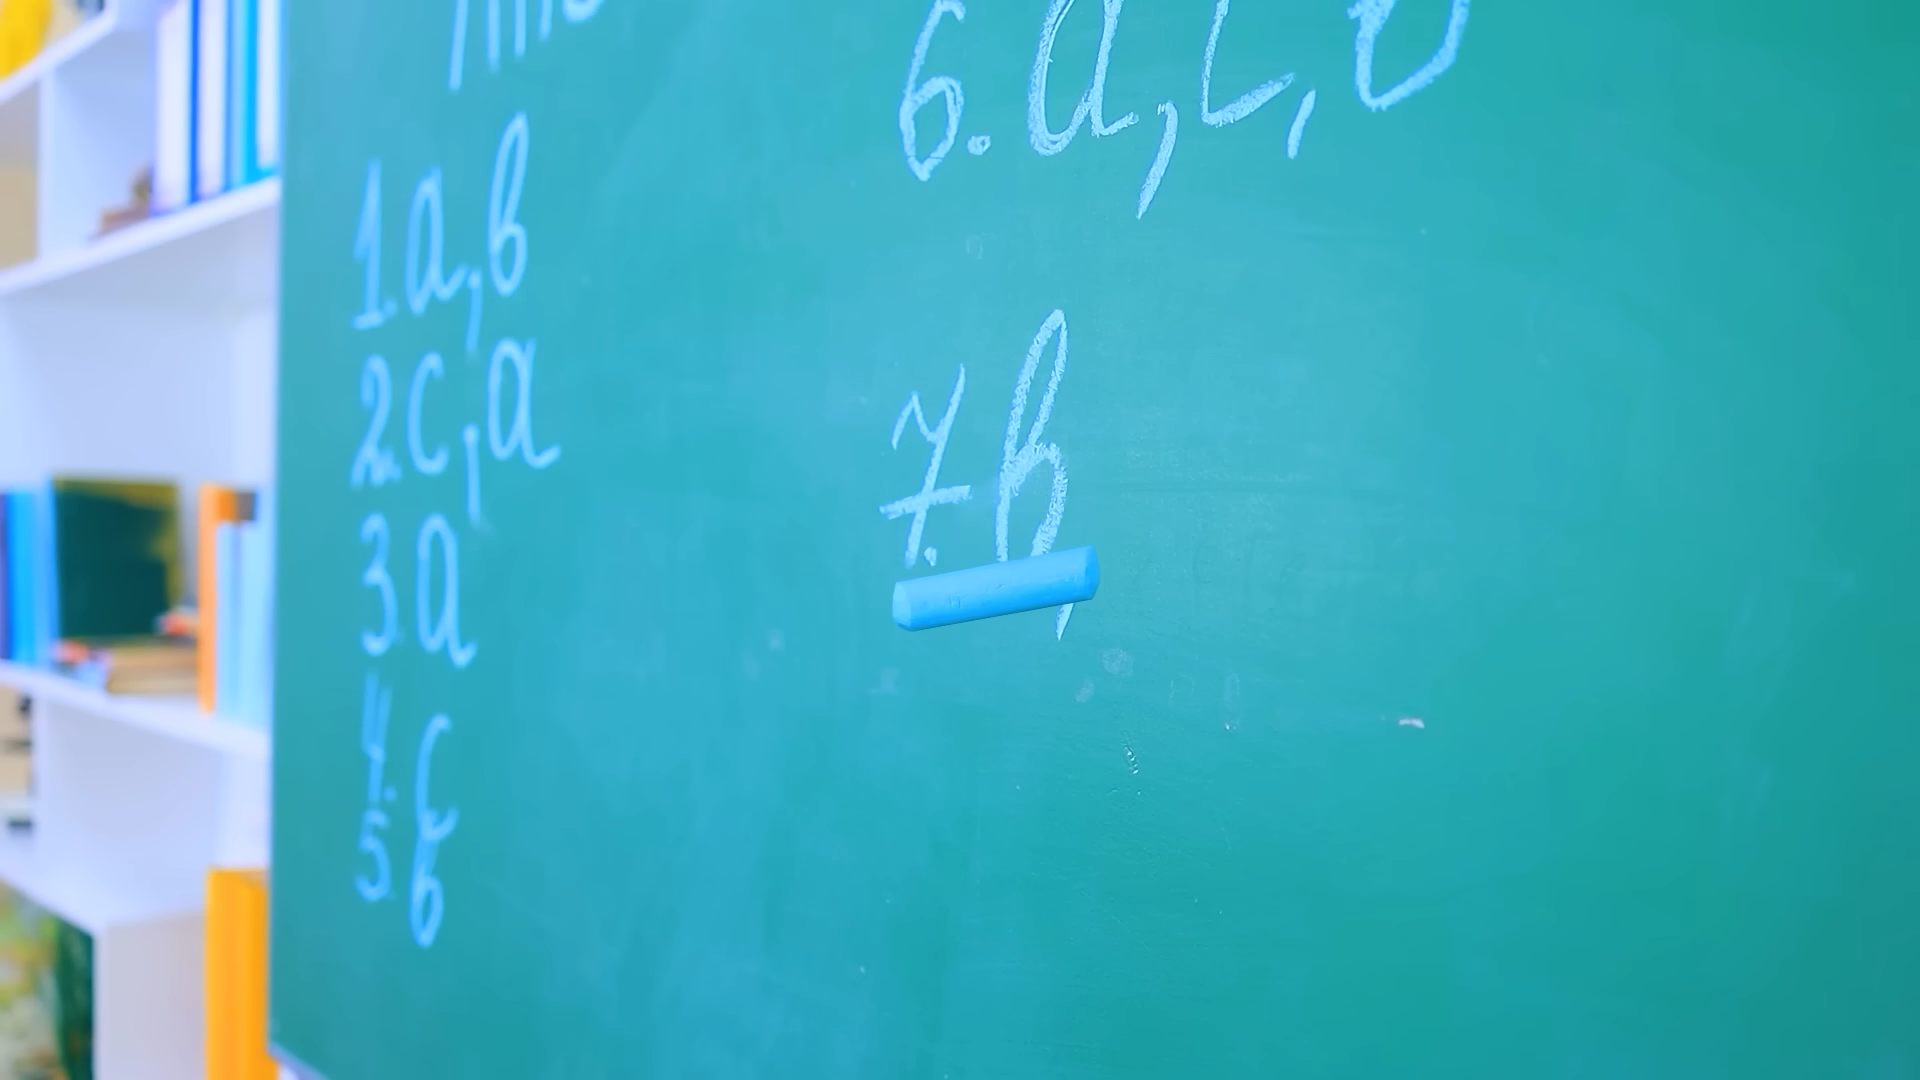 1. a, b
2. c, a
3. a
4. c
5. b
6. a, c, b
7. b,